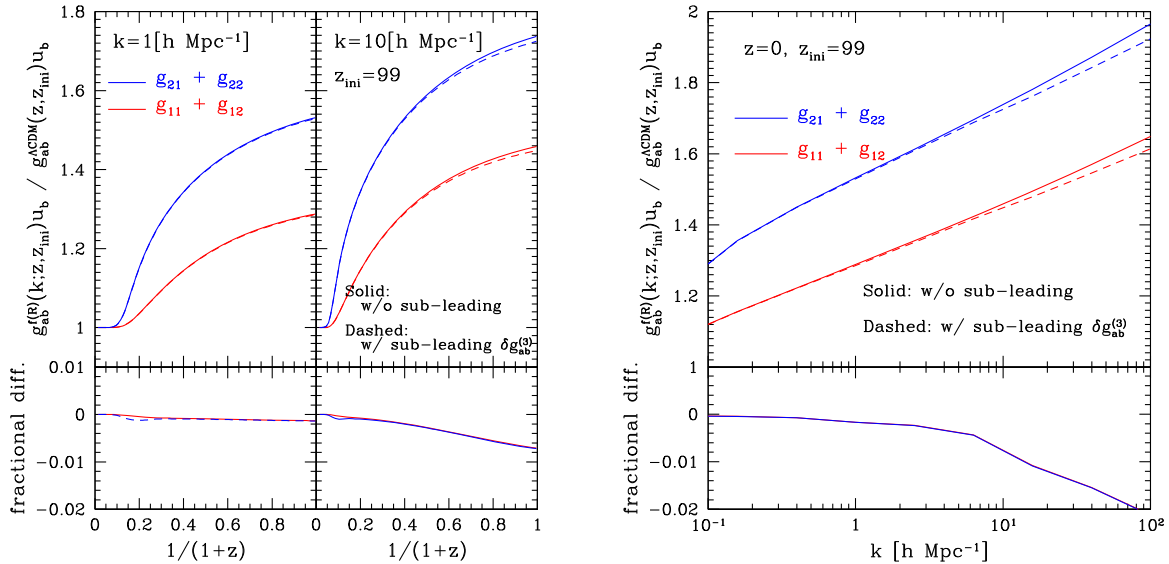 k=1[h Mpc⁻¹]
g₂₁ + g₂₂
g₁₁ + g₁₂
k=10[h Mpc⁻¹]
z_ini=99
Solid:
w/o sub-leading
Dashed:
w/ sub-leading δg_ab^(3)
g_ab^f(R)(k;z,z_ini)u_b / g_ab^ΛCDM(z,z_ini)u_b
1.8
1.6
1.4
1.2
1
0.01
0
−0.01
−0.02
fractional diff.
0 0.2 0.4 0.6 0.8 0 0.2 0.4 0.6 0.8 1
1/(1+z) 1/(1+z)
z=0, z_ini=99
g₂₁ + g₂₂
g₁₁ + g₁₂
Solid: w/o sub-leading
Dashed: w/ sub-leading δg_ab^(3)
g_ab^f(R)(k;z,z_ini)u_b / g_ab^ΛCDM(z,z_ini)u_b
2
1.8
1.6
1.4
1.2
1
1
0
−0.01
−0.02
fractional diff.
10⁻¹ 1 10¹ 10²
k [h Mpc⁻¹]